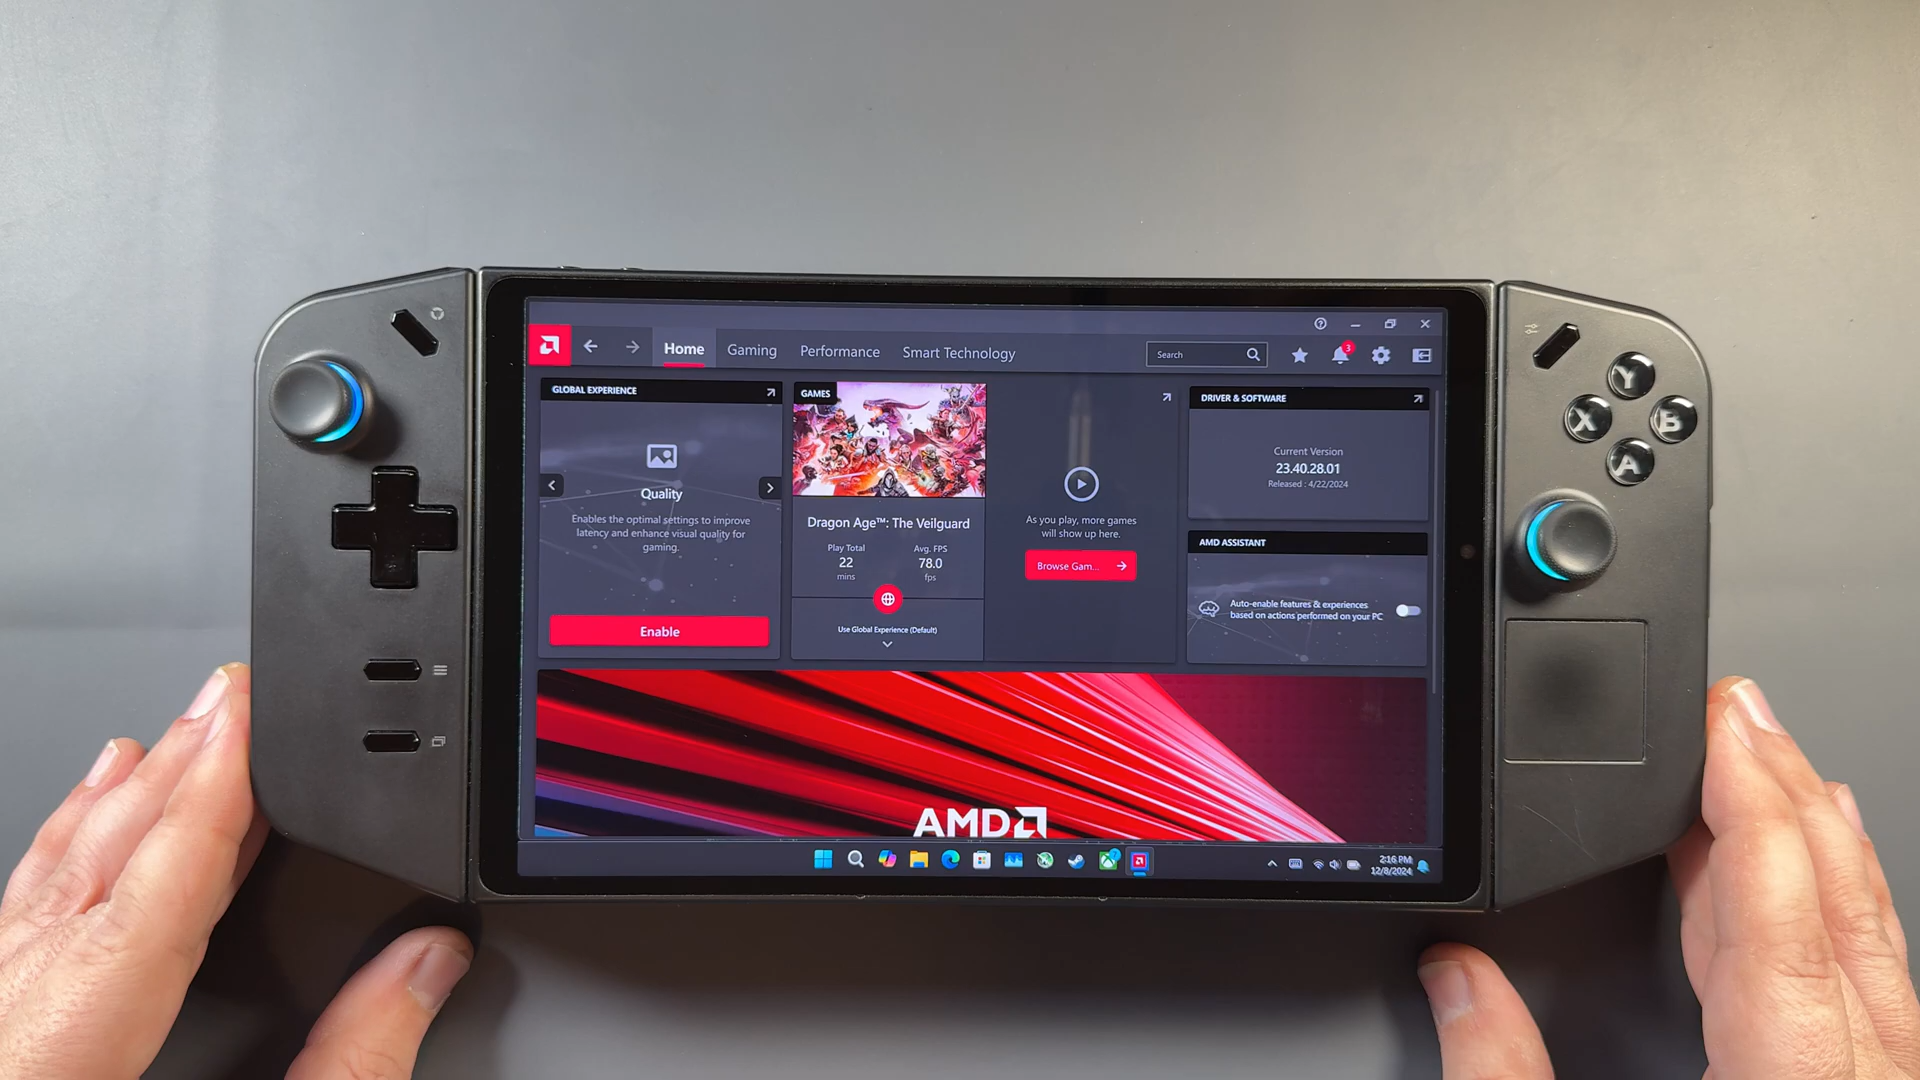 Home
Gaming
Performance
Smart Technology
Search
3
GLOBAL EXPERIENCE
Quality
Enables the optimal settings to improve
latency and enhance visual quality for
gaming.
Enable
GAMES
Dragon Age™: The Veilguard
Play Total
22
mins
Avg. FPS
78.0
fps
Use Global Experience (Default)
As you play, more games
will show up here.
Browse Gam...
DRIVER & SOFTWARE
Current Version
23.40.28.01
Released : 4/22/2024
AMD ASSISTANT
Auto-enable features & experiences
based on actions performed on your PC
AMD
2:16 PM
12/8/2024
Y
X
B
A